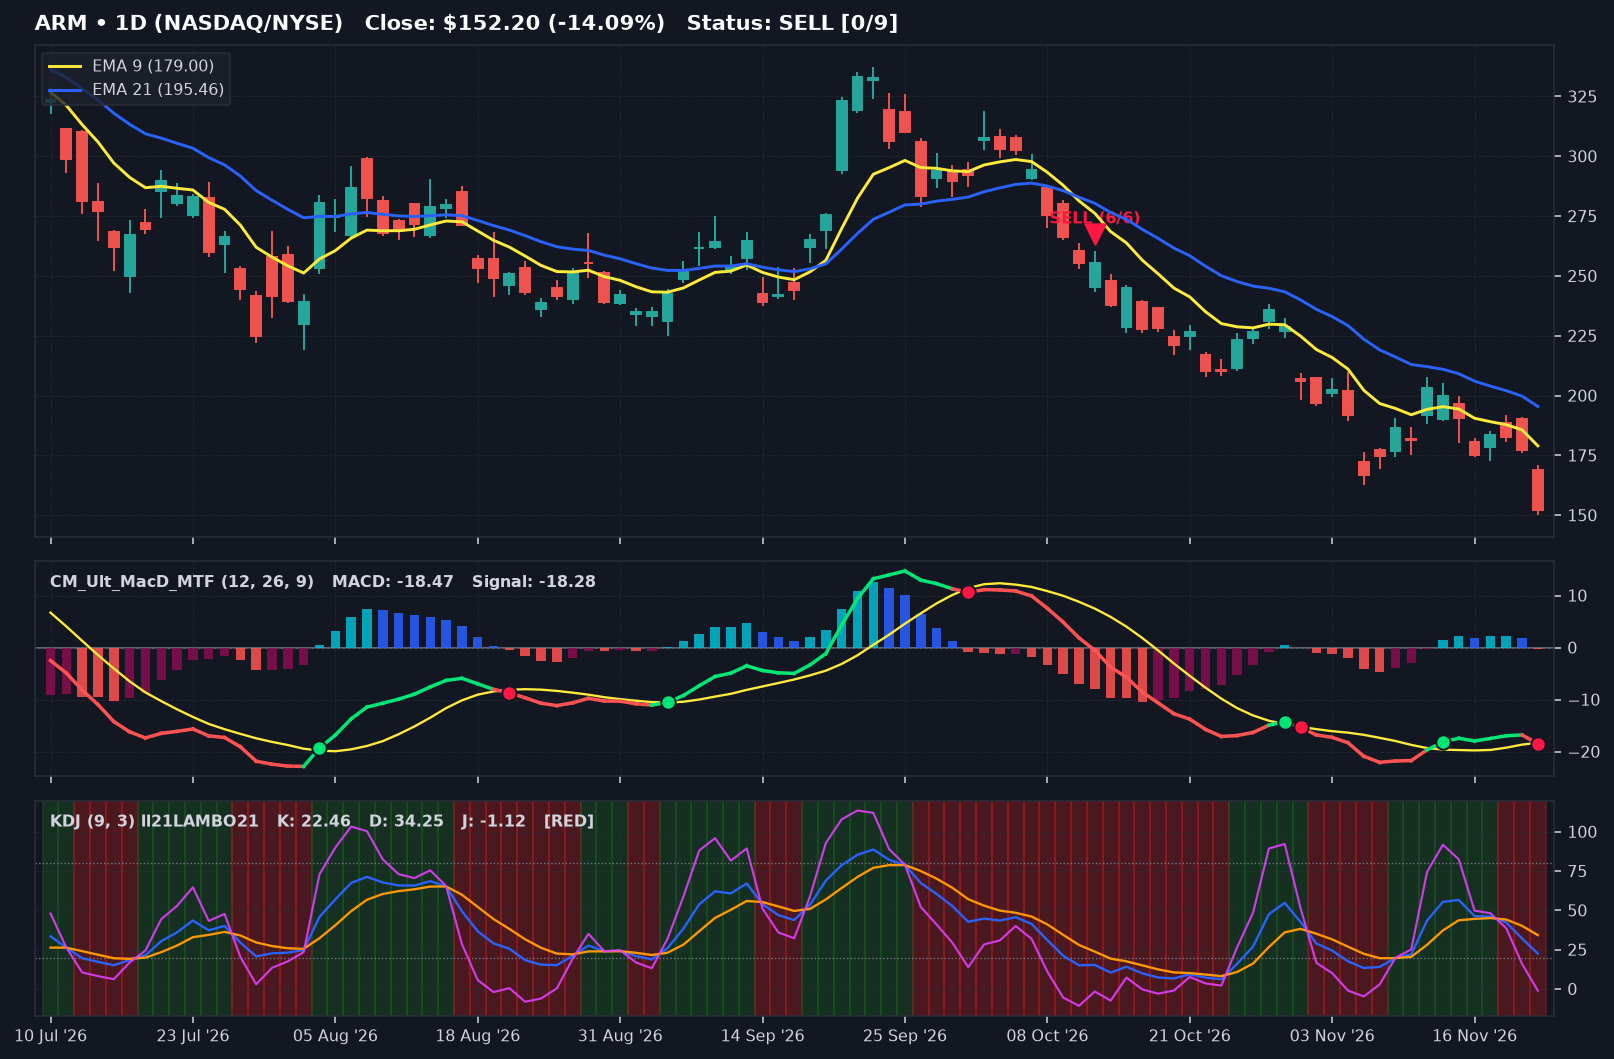 ARM • 1D (NASDAQ/NYSE)   Close: $152.20 (-14.09%)   Status: SELL [0/9]
EMA 9 (179.00)
EMA 21 (195.46)
SELL (6/6)
325
300
275
250
225
200
175
150
CM_Ult_MacD_MTF (12, 26, 9)   MACD: -18.47   Signal: -18.28
10
0
−10
−20
KDJ (9, 3) II21LAMBO21   K: 22.46   D: 34.25   J: -1.12   [RED]
100
75
50
25
0
10 Jul '26   23 Jul '26   05 Aug '26   18 Aug '26   31 Aug '26   14 Sep '26   25 Sep '26   08 Oct '26   21 Oct '26   03 Nov '26   16 Nov '26